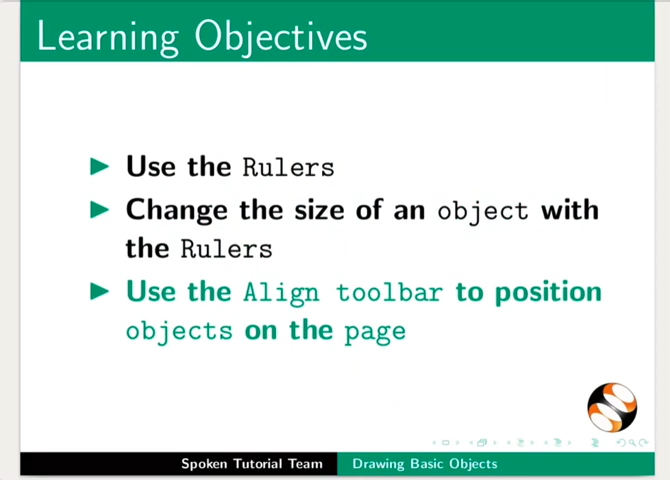 Learning Objectives
Use the Rulers
Change the size of an object with
the Rulers
Use the Align toolbar to position
objects on the page
Spoken Tutorial Team
Drawing Basic Objects